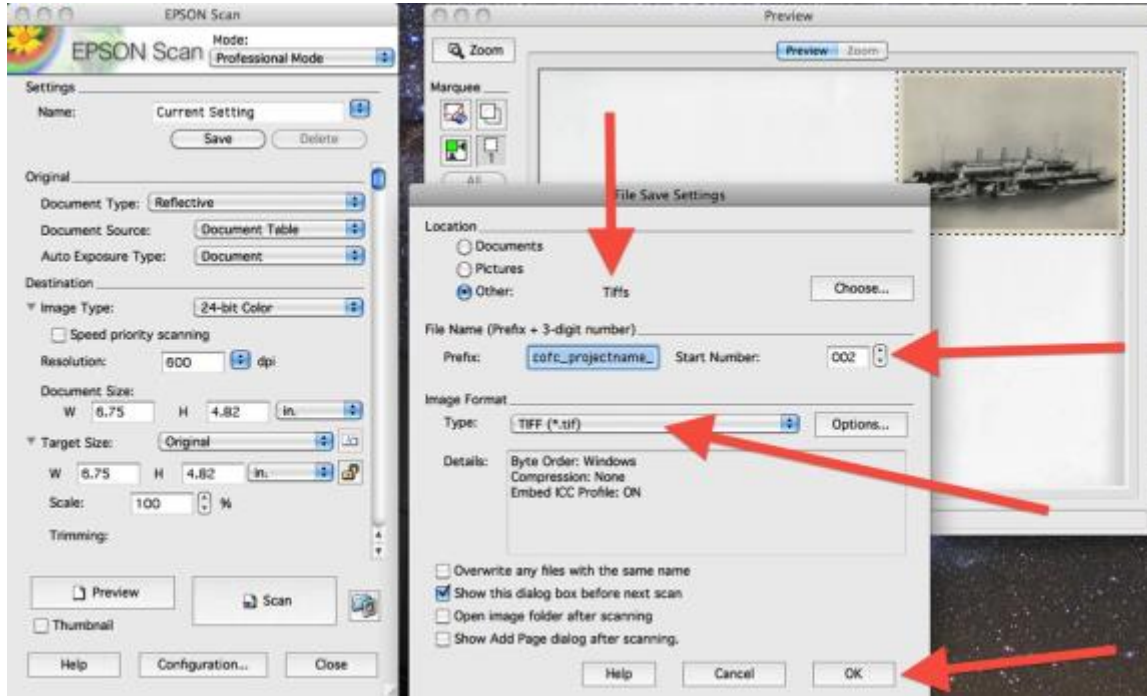 EPSON Scan
EPSON Scan
Mode:
Professional Mode
Settings
Name: Current Setting
Save Delete
Original
Document Type: Reflective
Document Source: Document Table
Auto Exposure Type: Document
Destination
Image Type: 24-bit Color
Speed priority scanning
Resolution: 600 dpi
Document Size:
W 6.75 H 4.82 in.
Target Size: Original
W 6.75 H 4.82 in.
Scale: 100 %
Trimming:
Preview
Scan
Thumbnail
Help Configuration... Close
Preview
Zoom
Preview Zoom
Marquee
1
All
File Save Settings
Location
Documents
Pictures
Other: Tiffs Choose...
File Name (Prefix + 3-digit number)
Prefix: cofc_projectname_ Start Number: 002
Image Format
Type: TIFF (*.tif) Options...
Details: Byte Order: Windows
Compression: None
Embed ICC Profile: ON
Overwrite any files with the same name
Show this dialog box before next scan
Open image folder after scanning
Show Add Page dialog after scanning.
Help Cancel OK